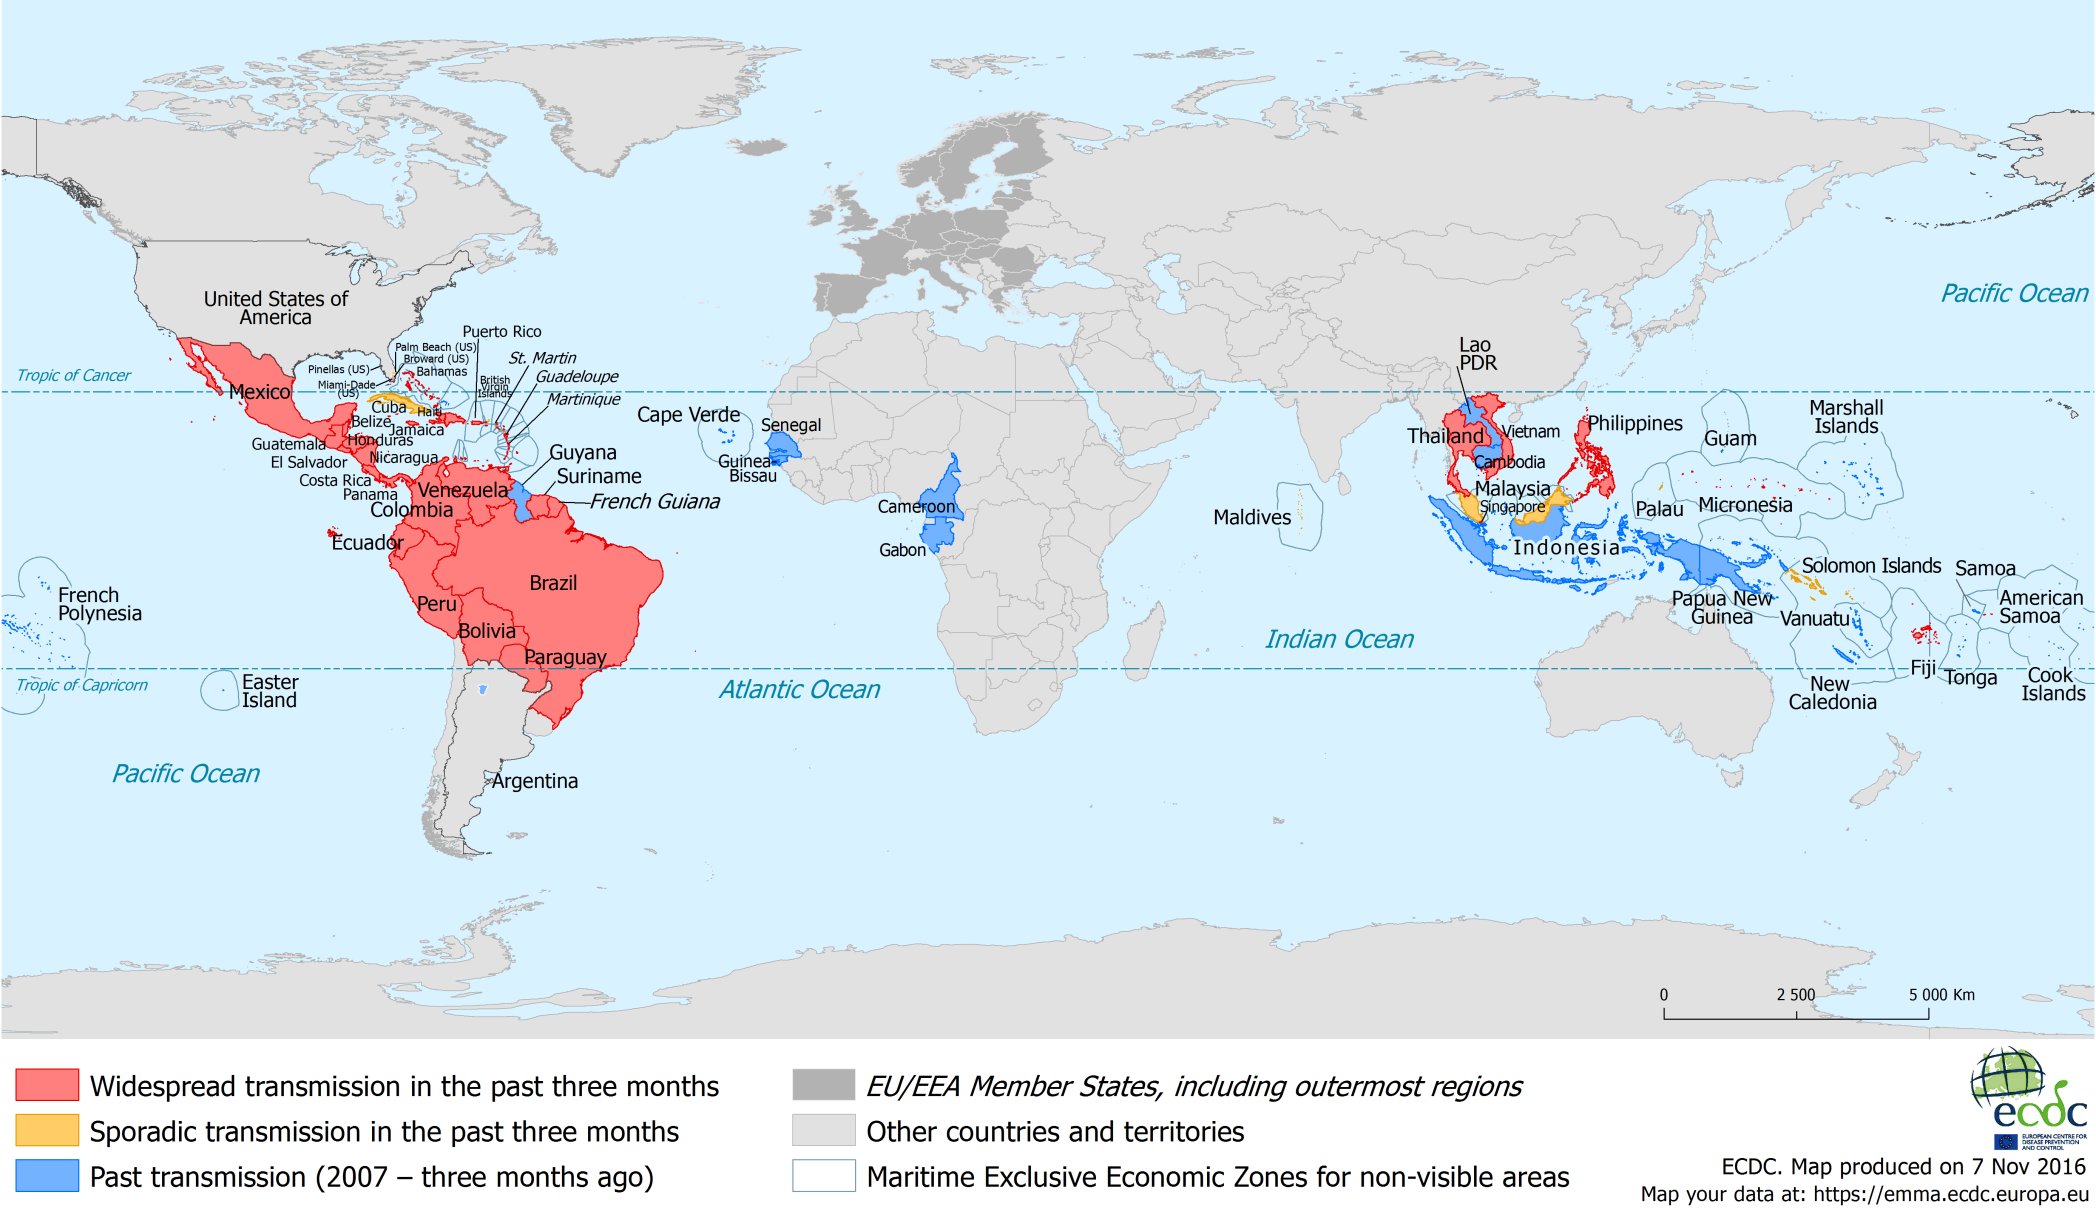 United States of
America
Pacific Ocean
Puerto Rico
Palm Beach (US)
Broward (US)
Bahamas
St. Martin
Pinellas (US)
Guadeloupe
Miami-Dade
(US)
British
Virgin
Islands
Martinique
Tropic of Cancer
Mexico
Cuba
Haiti
Belize
Jamaica
Guatemala
Honduras
El Salvador
Nicaragua
Costa Rica
Panama
Venezuela
Colombia
Guyana
Suriname
French Guiana
Ecuador
Brazil
Peru
Bolivia
Paraguay
Argentina
French
Polynesia
Tropic of Capricorn
Easter
Island
Pacific Ocean
Atlantic Ocean
Cape Verde
Senegal
Guinea
Bissau
Cameroon
Gabon
Maldives
Indian Ocean
Lao
PDR
Thailand
Vietnam
Cambodia
Philippines
Malaysia
Singapore
Indonesia
Guam
Marshall
Islands
Palau
Micronesia
Solomon Islands
Samoa
American
Samoa
Papua New
Guinea
Vanuatu
Fiji
Tonga
New
Caledonia
Cook
Islands
0 2 500 5 000 Km
Widespread transmission in the past three months
Sporadic transmission in the past three months
Past transmission (2007 – three months ago)
EU/EEA Member States, including outermost regions
Other countries and territories
Maritime Exclusive Economic Zones for non-visible areas
ecdc
EUROPEAN CENTRE FOR
DISEASE PREVENTION
AND CONTROL
ECDC. Map produced on 7 Nov 2016
Map your data at: https://emma.ecdc.europa.eu